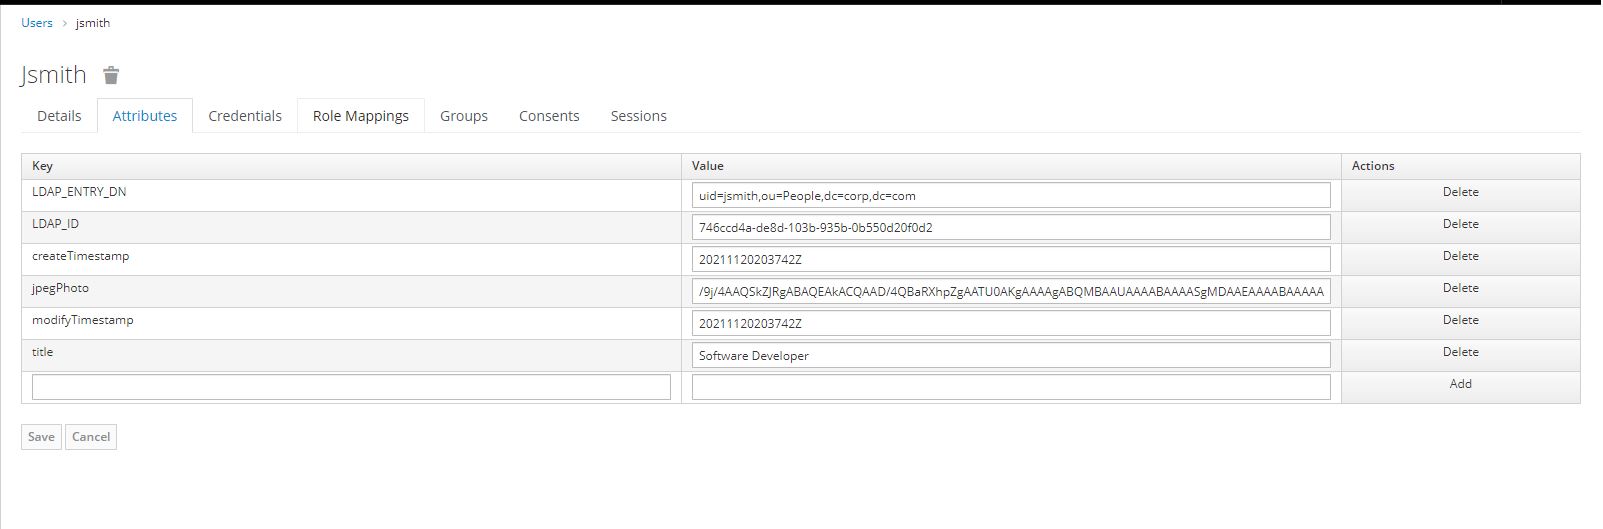 Users > jsmith
Jsmith
Details Attributes Credentials Role Mappings Groups Consents Sessions
Key Value Actions
LDAP_ENTRY_DN uid=jsmith,ou=People,dc=corp,dc=com Delete
LDAP_ID 746ccd4a-de8d-103b-935b-0b550d20f0d2 Delete
createTimestamp 20211120203742Z Delete
jpegPhoto /9j/4AAQSkZJRgABAQEAkACQAAD/4QBaRXhpZgAATU0AKgAAAAgABQMBAAUAAAABAAAASgMDAAEAAAABAAAAA Delete
modifyTimestamp 20211120203742Z Delete
title Software Developer Delete
Add
Save Cancel